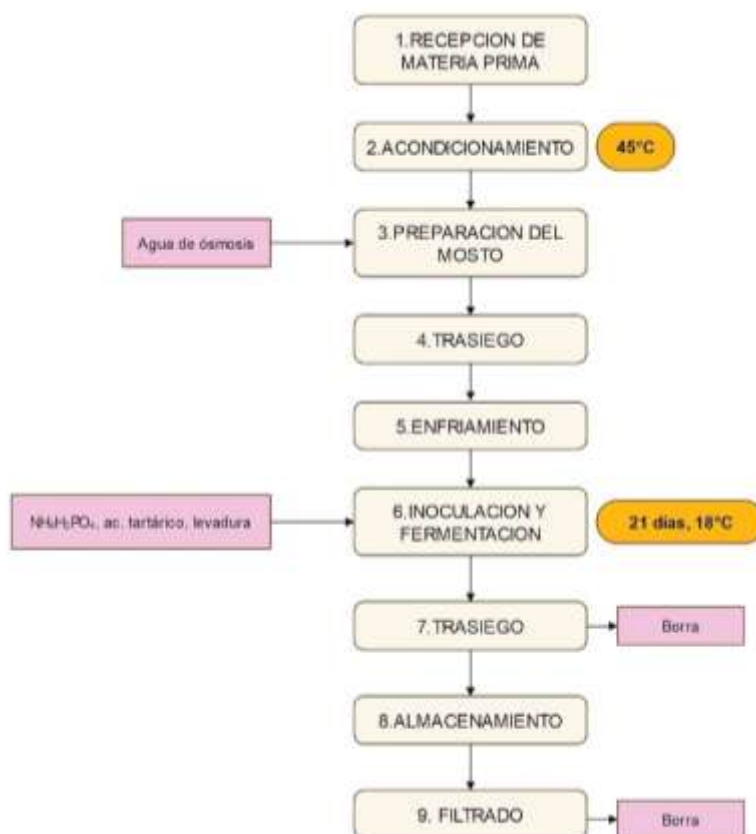 1.RECEPCION DE
MATERIA PRIMA
2.ACONDICIONAMIENTO
45°C
Agua de ósmosis
3.PREPARACION DEL
MOSTO
4.TRASIEGO
5.ENFRIAMIENTO
NH₄H₂PO₄, ac. tartárico, levadura
6.INOCULACION Y
FERMENTACION
21 días, 18°C
7.TRASIEGO
Borra
8.ALMACENAMIENTO
9. FILTRADO
Borra